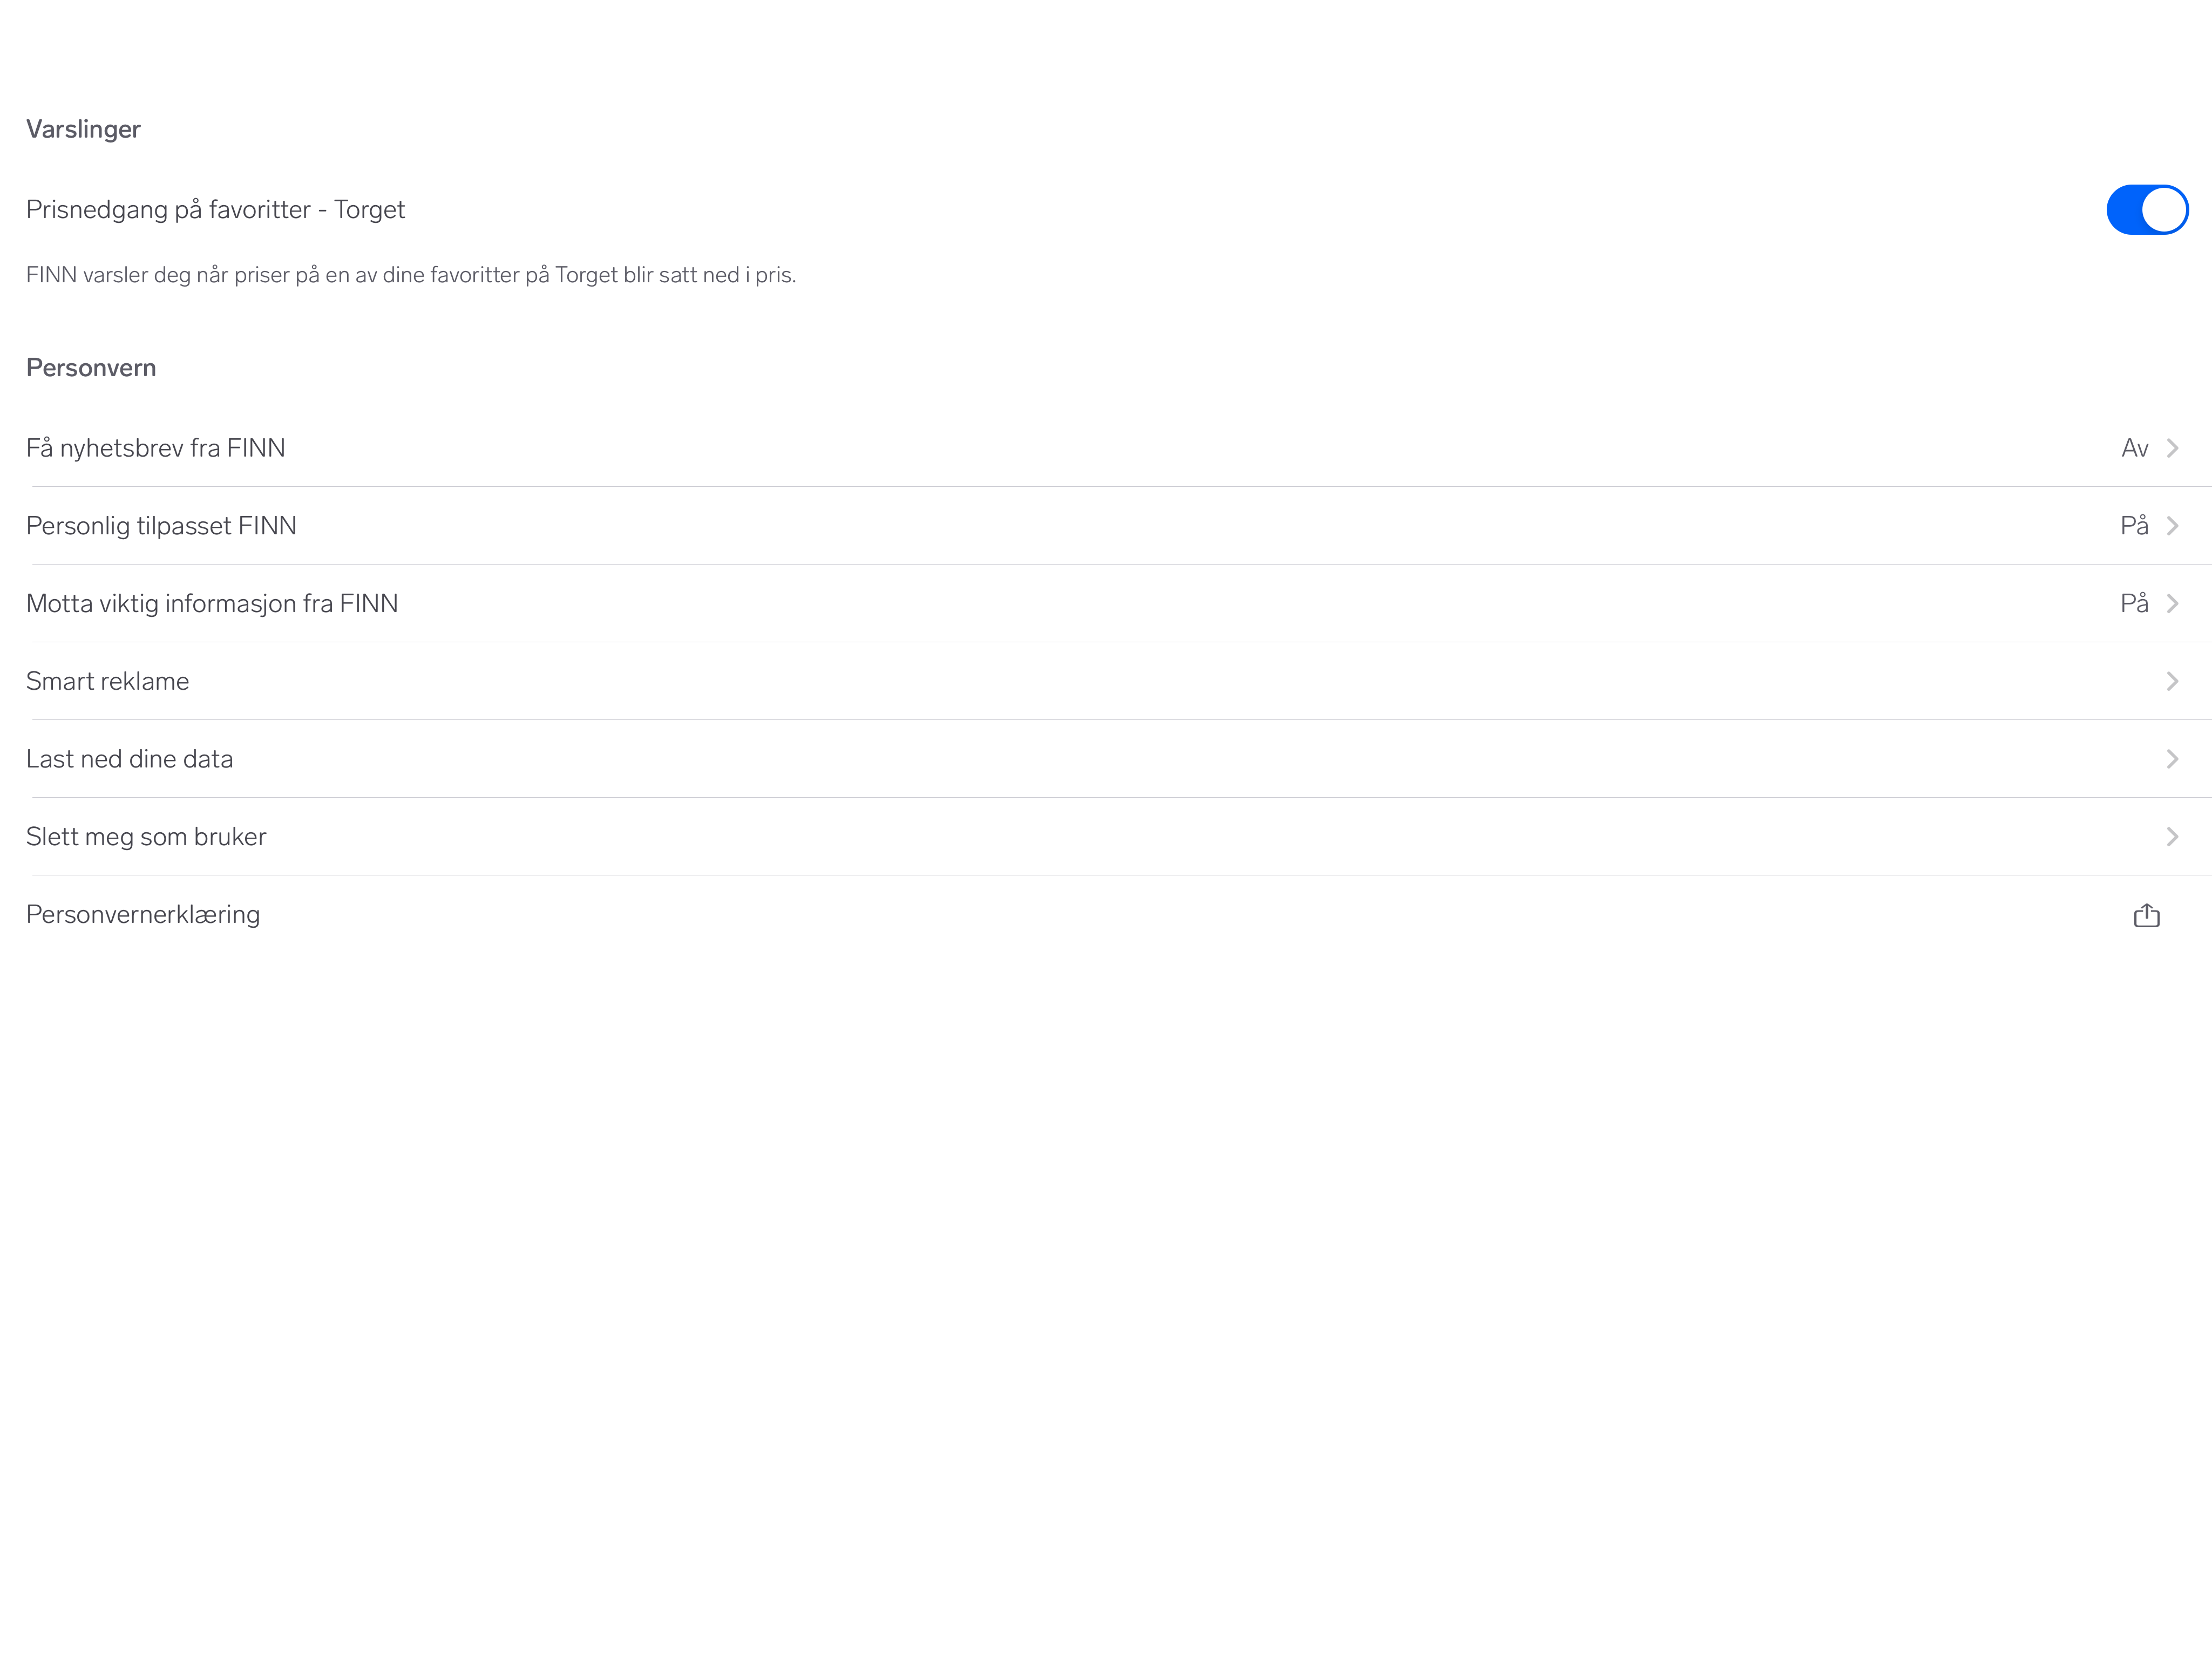 Varslinger
Prisnedgang på favoritter - Torget
FINN varsler deg når priser på en av dine favoritter på Torget blir satt ned i pris.
Personvern
Få nyhetsbrev fra FINN Av
Personlig tilpasset FINN På
Motta viktig informasjon fra FINN På
Smart reklame
Last ned dine data
Slett meg som bruker
Personvernerklæring